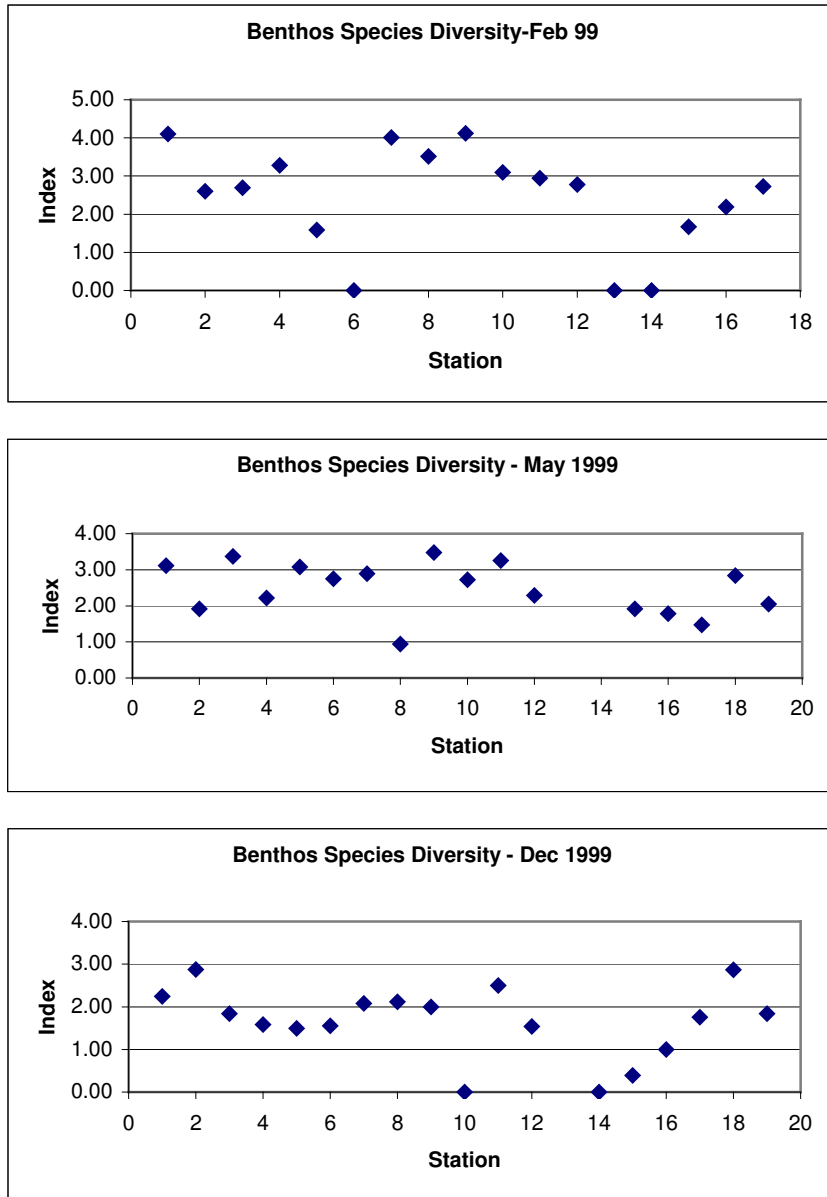 Benthos Species Diversity-Feb 99
5.00
4.00
3.00
2.00
1.00
0.00
Index
0 2 4 6 8 10 12 14 16 18
Station
Benthos Species Diversity - May 1999
4.00
3.00
2.00
1.00
0.00
Index
0 2 4 6 8 10 12 14 16 18 20
Station
Benthos Species Diversity - Dec 1999
4.00
3.00
2.00
1.00
0.00
Index
0 2 4 6 8 10 12 14 16 18 20
Station